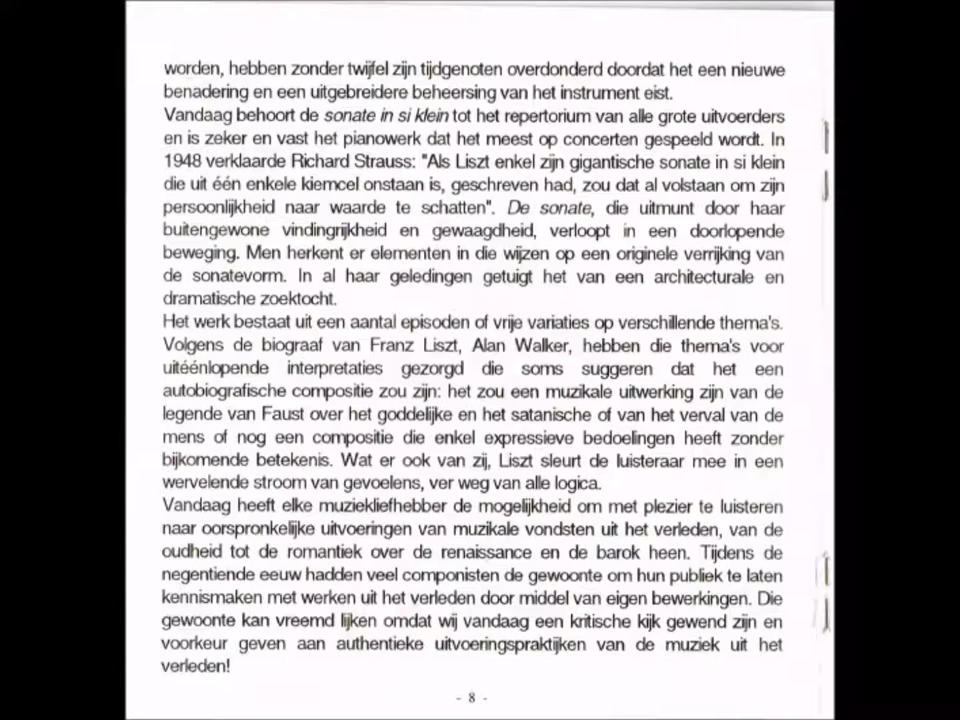 worden, hebben zonder twijfel zijn tijdgenoten overdonderd doordat het een nieuwe
benadering en een uitgebreidere beheersing van het instrument eist.
Vandaag behoort de sonate in si klein tot het repertorium van alle grote uitvoerders
en is zeker en vast het pianowerk dat het meest op concerten gespeeld wordt. In
1948 verklaarde Richard Strauss: "Als Liszt enkel zijn gigantische sonate in si klein
die uit één enkele kiemcel onstaan is, geschreven had, zou dat al volstaan om zijn
persoonlijkheid naar waarde te schatten". De sonate, die uitmunt door haar
buitengewone vindingrijkheid en gewaagdheid, verloopt in een doorlopende
beweging. Men herkent er elementen in die wijzen op een originele verrijking van
de sonatevorm. In al haar geledingen getuigt het van een architecturale en
dramatische zoektocht.
Het werk bestaat uit een aantal episoden of vrije variaties op verschillende thema's.
Volgens de biograaf van Franz Liszt, Alan Walker, hebben die thema's voor
uitéénlopende interpretaties gezorgd die soms suggeren dat het een
autobiografische compositie zou zijn: het zou een muzikale uitwerking zijn van de
legende van Faust over het goddelijke en het satanische of van het verval van de
mens of nog een compositie die enkel expressieve bedoelingen heeft zonder
bijkomende betekenis. Wat er ook van zij, Liszt sleurt de luisteraar mee in een
wervelende stroom van gevoelens, ver weg van alle logica.
Vandaag heeft elke muziekliefhebber de mogelijkheid om met plezier te luisteren
naar oorspronkelijke uitvoeringen van muzikale vondsten uit het verleden, van de
oudheid tot de romantiek over de renaissance en de barok heen. Tijdens de
negentiende eeuw hadden veel componisten de gewoonte om hun publiek te laten
kennismaken met werken uit het verleden door middel van eigen bewerkingen. Die
gewoonte kan vreemd lijken omdat wij vandaag een kritische kijk gewend zijn en
voorkeur geven aan authentieke uitvoeringspraktijken van de muziek uit het
verleden!
- 8 -